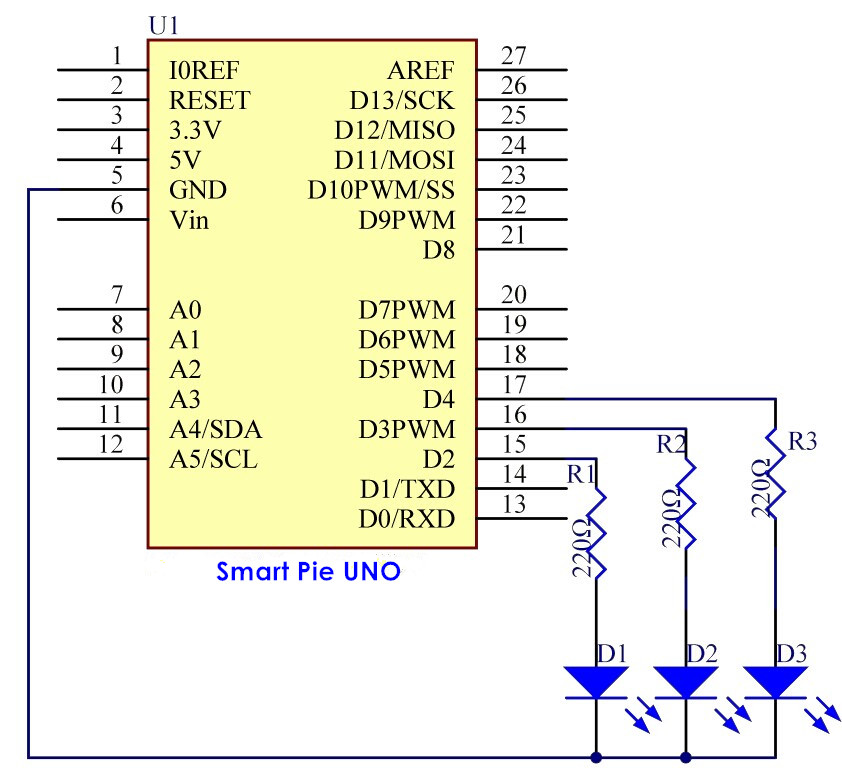 U1
1 I0REF AREF 27
2 RESET D13/SCK 26
3 3.3V D12/MISO 25
4 5V D11/MOSI 24
5 GND D10PWM/SS 23
6 Vin D9PWM 22
D8 21
7 A0 D7PWM 20
8 A1 D6PWM 19
9 A2 D5PWM 18
10 A3 D4 17
11 A4/SDA D3PWM 16
12 A5/SCL D2 15
D1/TXD 14
D0/RXD 13
R1 R2 R3
220Ω 220Ω 220Ω
Smart Pie UNO
D1 D2 D3